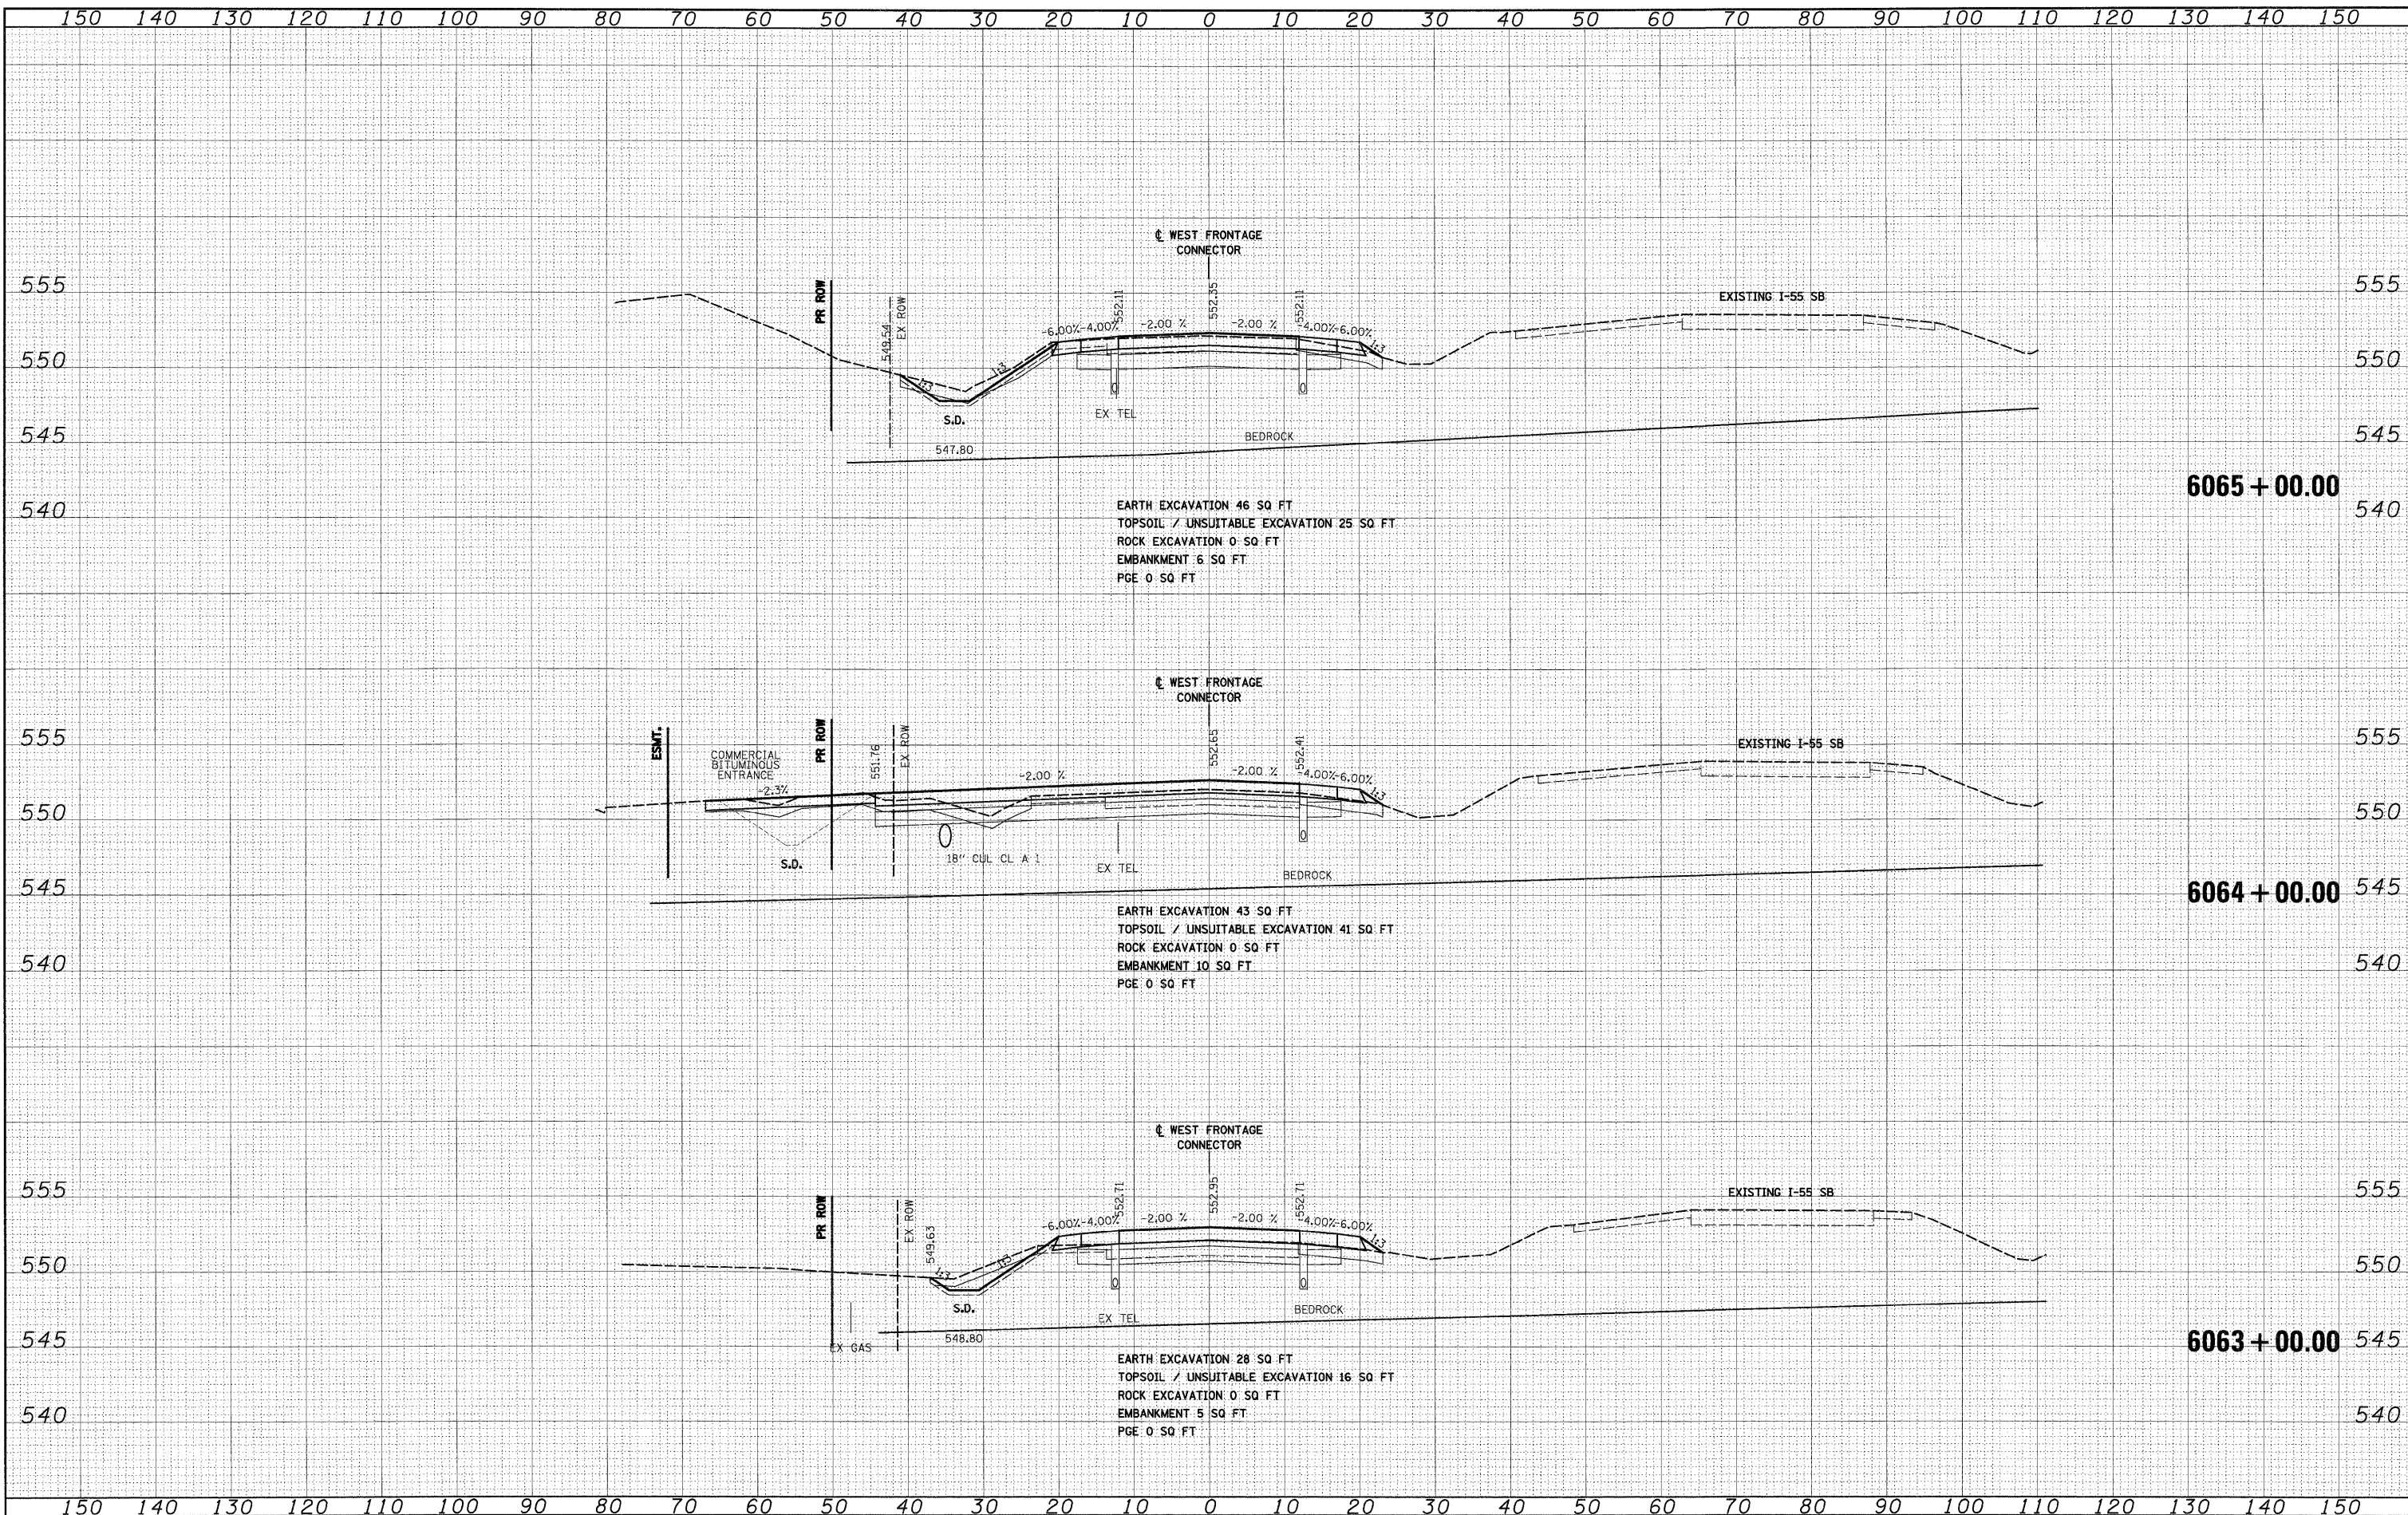 150 140 130 120 110 100 90 80 70 60 50 40 30 20 10 0 10 20 30 40 50 60 70 80 90 100 110 120 130 140 150
℄ WEST FRONTAGE
CONNECTOR
555
PR ROW
549.54
EX ROW
552.11
552.35
552.11
EXISTING I-55 SB
555
-6.00%
-4.00%
-2.00 %
-2.00 %
-4.00%
-6.00%
1:3
550
1:3
1:3
550
S.D.
EX TEL
545
547.80
BEDROCK
545
6065+00.00
540
540
EARTH EXCAVATION 46 SQ FT
TOPSOIL / UNSUITABLE EXCAVATION 25 SQ FT
ROCK EXCAVATION 0 SQ FT
EMBANKMENT 6 SQ FT
PGE 0 SQ FT
℄ WEST FRONTAGE
CONNECTOR
555
ESMT.
COMMERCIAL
BITUMINOUS
ENTRANCE
PR ROW
551.76
EX ROW
552.65
552.41
EXISTING I-55 SB
555
-2.3%
-2.00 %
-2.00 %
-4.00%
-6.00%
1:3
550
550
S.D.
18" CUL CL A 1
EX TEL
BEDROCK
545
6064+00.00
545
EARTH EXCAVATION 43 SQ FT
TOPSOIL / UNSUITABLE EXCAVATION 41 SQ FT
ROCK EXCAVATION 0 SQ FT
EMBANKMENT 10 SQ FT
PGE 0 SQ FT
540
540
℄ WEST FRONTAGE
CONNECTOR
555
PR ROW
EX ROW
549.63
552.71
552.95
552.71
EXISTING I-55 SB
555
-6.00%
-4.00%
-2.00 %
-2.00 %
-4.00%
-6.00%
1:3
550
1:3
1:3
550
S.D.
EX TEL
BEDROCK
545
EX GAS
548.80
6063+00.00
545
EARTH EXCAVATION 28 SQ FT
TOPSOIL / UNSUITABLE EXCAVATION 16 SQ FT
ROCK EXCAVATION 0 SQ FT
EMBANKMENT 5 SQ FT
PGE 0 SQ FT
540
540
150 140 130 120 110 100 90 80 70 60 50 40 30 20 10 0 10 20 30 40 50 60 70 80 90 100 110 120 130 140 150